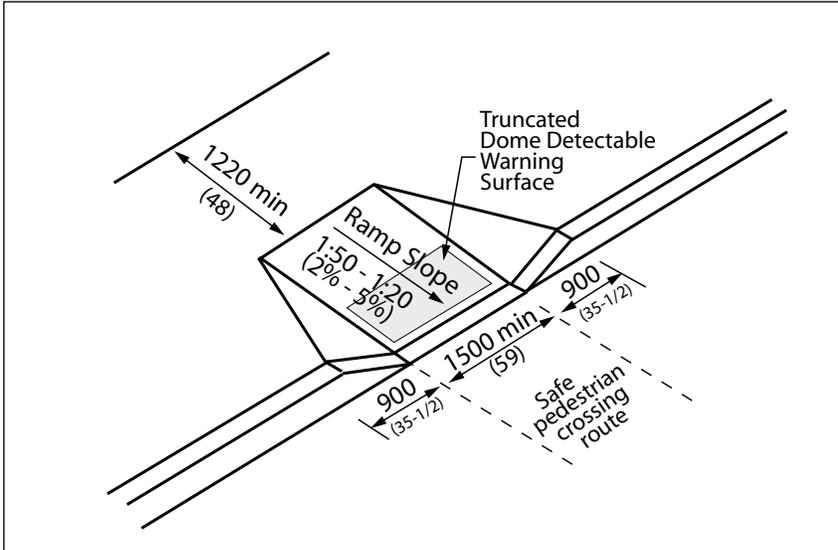 Truncated
Dome Detectable
Warning
Surface
1220 min
(48)
Ramp Slope
1:50 - 1:20
(2% - 5%)
900
(35-1/2)
1500 min
(59)
900
(35-1/2)
Safe
pedestrian
crossing
route